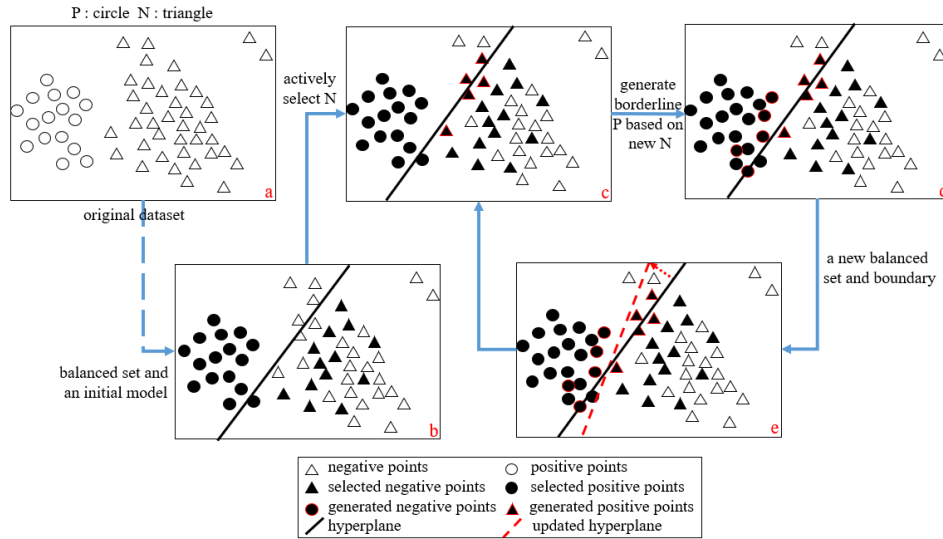 P : circle N : triangle
a
original dataset
actively
select N
c
generate
borderline
P based on
new N
d
balanced set and
an initial model
b
a new balanced
set and boundary
e
negative points
positive points
selected negative points
selected positive points
generated negative points
generated positive points
hyperplane
updated hyperplane